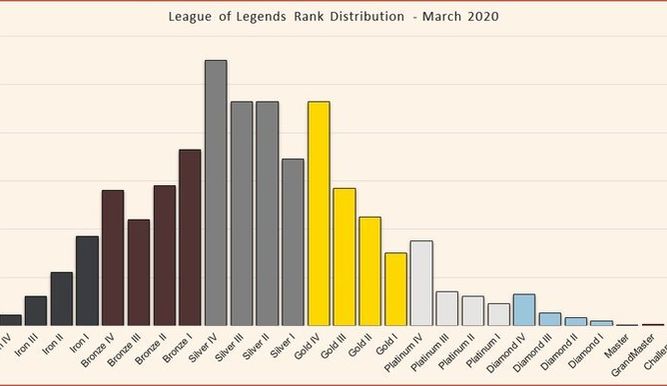 League of Legends Rank Distribution - March 2020
IV
Iron III
Iron II
Iron I
Bronze IV
Bronze III
Bronze II
Bronze I
Silver IV
Silver III
Silver II
Silver I
Gold IV
Gold III
Gold II
Gold I
Platinum IV
Platinum III
Platinum II
Platinum I
Diamond IV
Diamond III
Diamond II
Diamond I
Master
GrandMaster